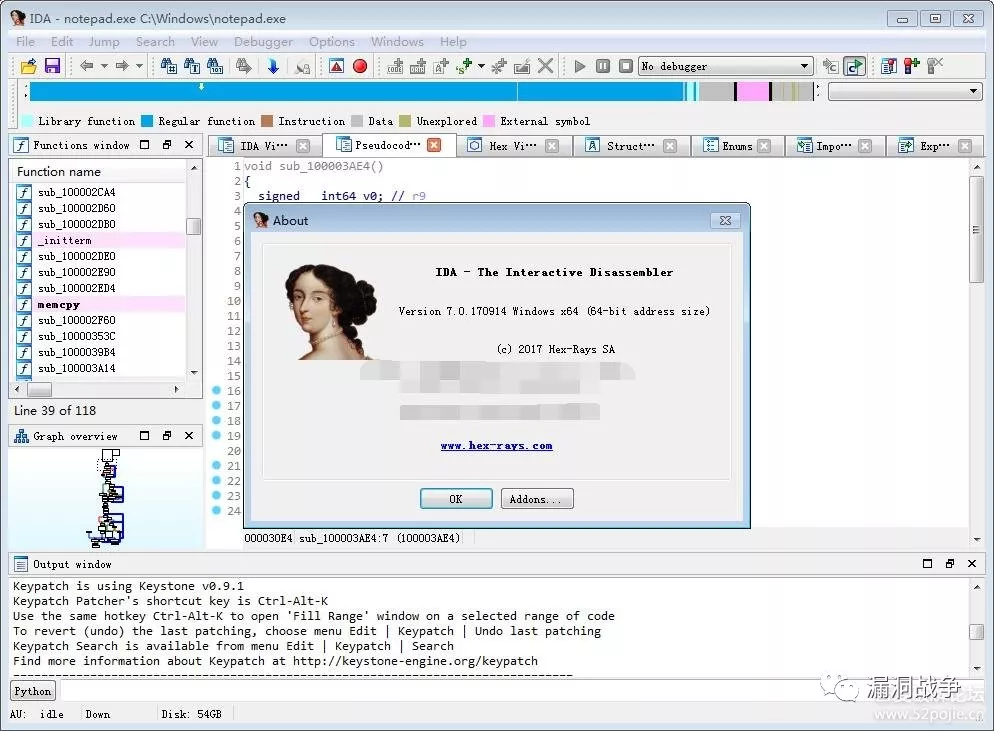 IDA - notepad.exe C:\Windows\notepad.exe
File Edit Jump Search View Debugger Options Windows Help
No debugger
Library function Regular function Instruction Data Unexplored External symbol
Functions window
IDA Vi… Pseudocod… Hex Vi… Struct… Enums Impo… Exp…
Function name
sub_100002CA4
sub_100002D60
sub_100002DB0
_initterm
sub_100002DE0
sub_100002E90
sub_100002ED4
memcpy
sub_100002F60
sub_10000353C
sub_1000039B4
sub_100003A14
Line 39 of 118
Graph overview
1 void sub_100003AE4()
2 {
3 signed __int64 v0; // r9
4
5
6
7
8
9
10
11
12
13
14
15
16
17
18
19
20
21
22
23
24
About
IDA - The Interactive Disassembler
Version 7.0.170914 Windows x64 (64-bit address size)
(c) 2017 Hex-Rays SA
www.hex-rays.com
OK Addons...
000030E4 sub_100003AE4:7 (100003AE4)
Output window
Keypatch is using Keystone v0.9.1
Keypatch Patcher's shortcut key is Ctrl-Alt-K
Use the same hotkey Ctrl-Alt-K to open 'Fill Range' window on a selected range of code
To revert (undo) the last patching, choose menu Edit | Keypatch | Undo last patching
Keypatch Search is available from menu Edit | Keypatch | Search
Find more information about Keypatch at http://keystone-engine.org/keypatch
Python
漏洞战争
www.52pojie.cn
AU: idle Down Disk: 54GB